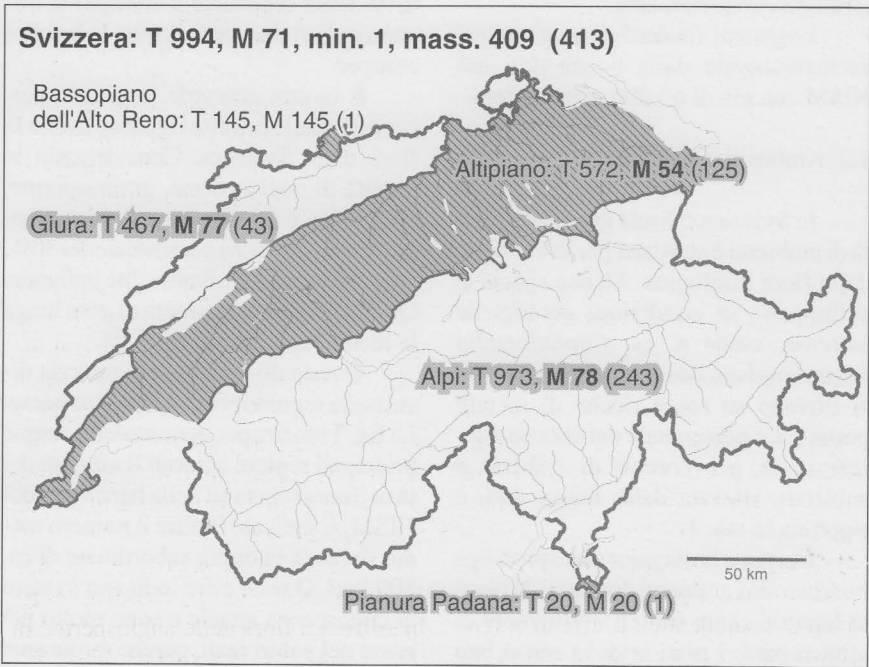 Svizzera: T 994, M 71, min. 1, mass. 409 (413)
Bassopiano
dell'Alto Reno: T 145, M 145 (1)
Altipiano: T 572, M 54 (125)
Giura: T 467, M 77 (43)
Alpi: T 973, M 78 (243)
50 km
Pianura Padana: T 20, M 20 (1)